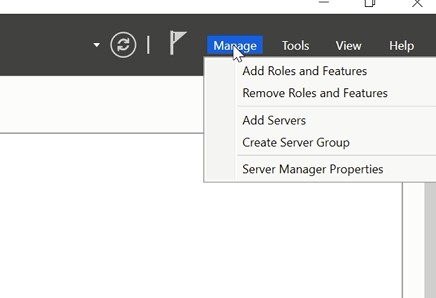 Manage Tools View Help
Add Roles and Features
Remove Roles and Features
Add Servers
Create Server Group
Server Manager Properties